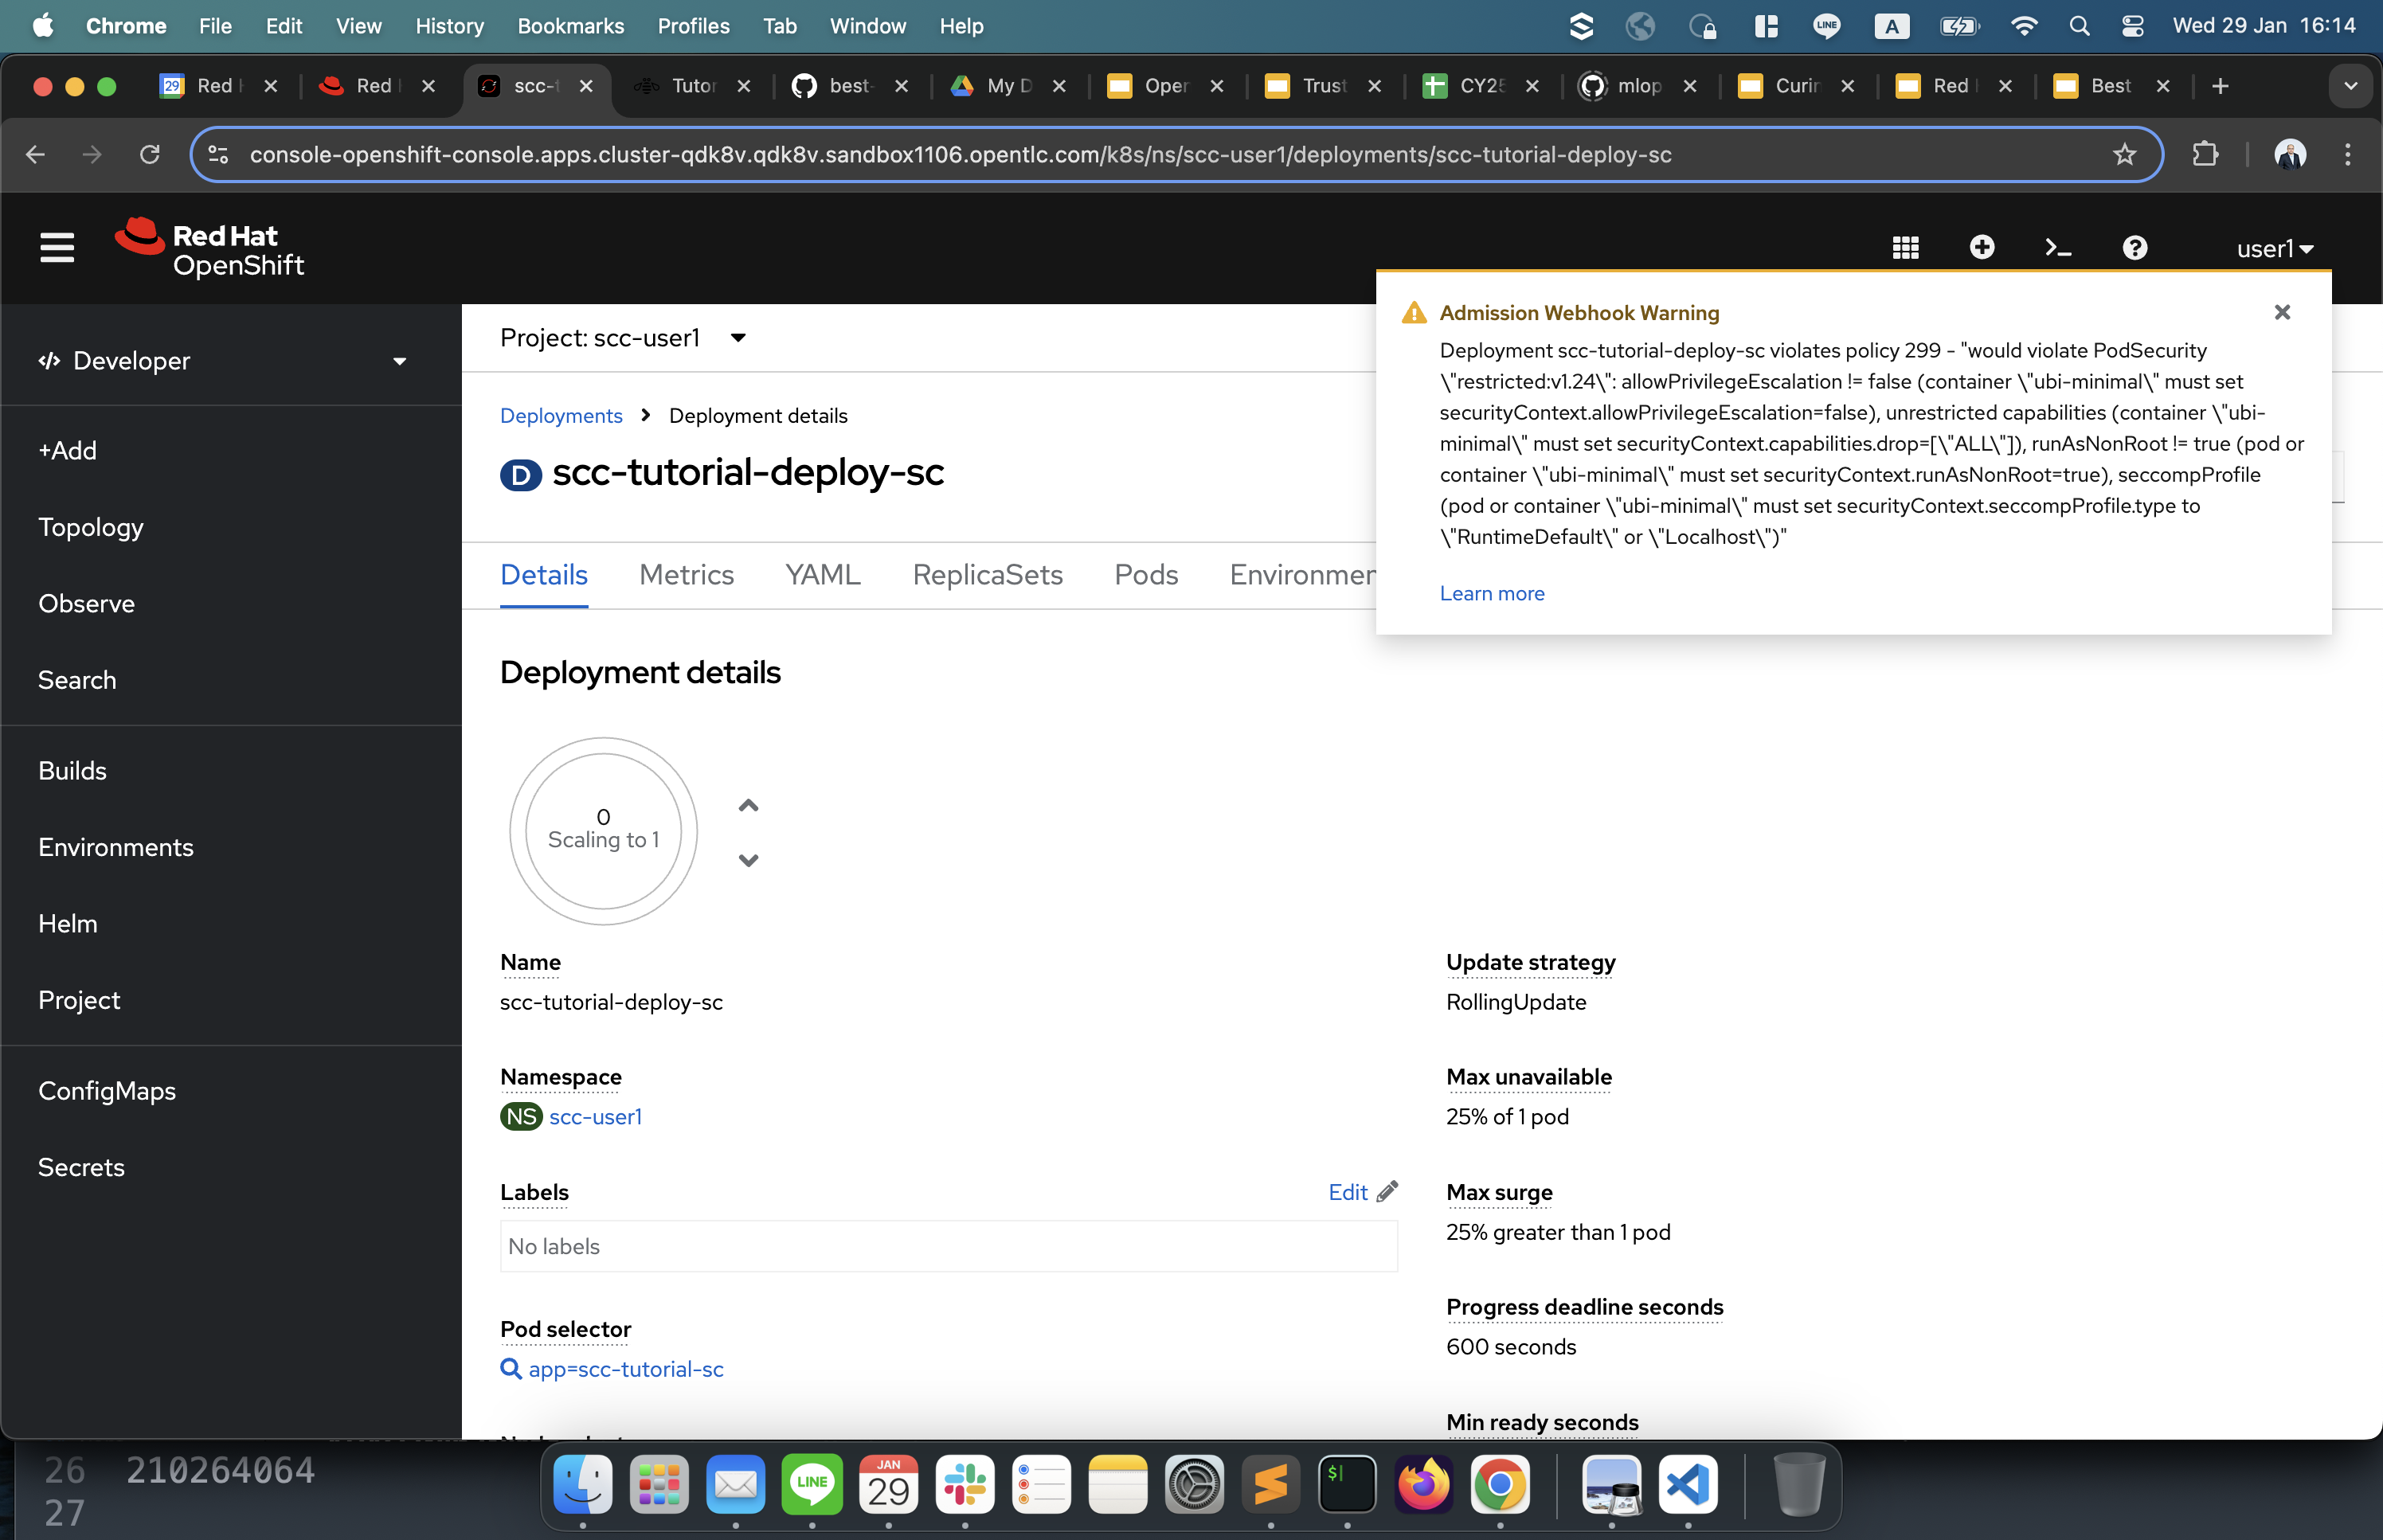 Chrome File Edit View History Bookmarks Profiles Tab Window Help
LINE A Wed 29 Jan 16:14
29 Red Red scc-t Tutor best- My D Oper Trust CY25 mlop Curin Red Best
console-openshift-console.apps.cluster-qdk8v.qdk8v.sandbox1106.opentlc.com/k8s/ns/scc-user1/deployments/scc-tutorial-deploy-sc
Red Hat
OpenShift
user1
Developer
+Add
Topology
Observe
Search
Builds
Environments
Helm
Project
ConfigMaps
Secrets
Project: scc-user1
Deployments Deployment details
D scc-tutorial-deploy-sc
Details Metrics YAML ReplicaSets Pods Environmen
Admission Webhook Warning
Deployment scc-tutorial-deploy-sc violates policy 299 - "would violate PodSecurity
\"restricted:v1.24\": allowPrivilegeEscalation != false (container \"ubi-minimal\" must set
securityContext.allowPrivilegeEscalation=false), unrestricted capabilities (container \"ubi-
minimal\" must set securityContext.capabilities.drop=[\"ALL\"]), runAsNonRoot != true (pod or
container \"ubi-minimal\" must set securityContext.runAsNonRoot=true), seccompProfile
(pod or container \"ubi-minimal\" must set securityContext.seccompProfile.type to
\"RuntimeDefault\" or \"Localhost\")"
Learn more
Deployment details
0
Scaling to 1
Name
scc-tutorial-deploy-sc
Namespace
NS scc-user1
Labels
Edit
No labels
Pod selector
app=scc-tutorial-sc
Update strategy
RollingUpdate
Max unavailable
25% of 1 pod
Max surge
25% greater than 1 pod
Progress deadline seconds
600 seconds
Min ready seconds
26 210264064
27
LINE
JAN
29
$